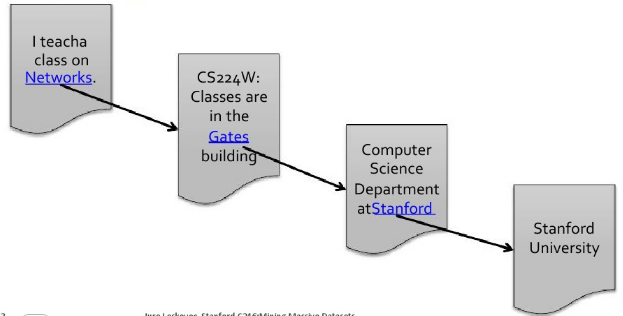 I teacha
class on
Networks.
CS224W:
Classes are
in the
Gates
building
Computer
Science
Department
atStanford
Stanford
University